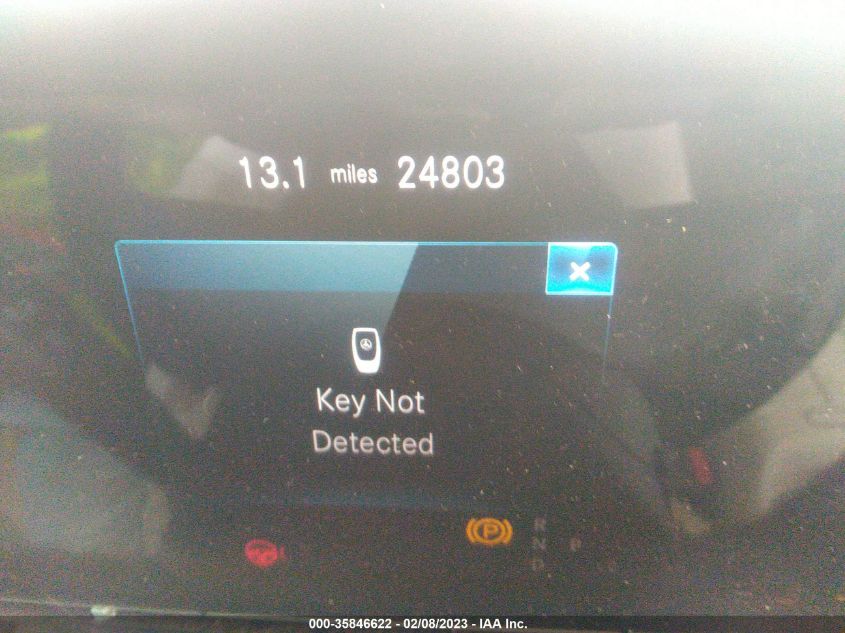 13.1 miles 24803
Key Not
Detected
P
R
N P
D
000-35846622 - 02/08/2023 - IAA Inc.